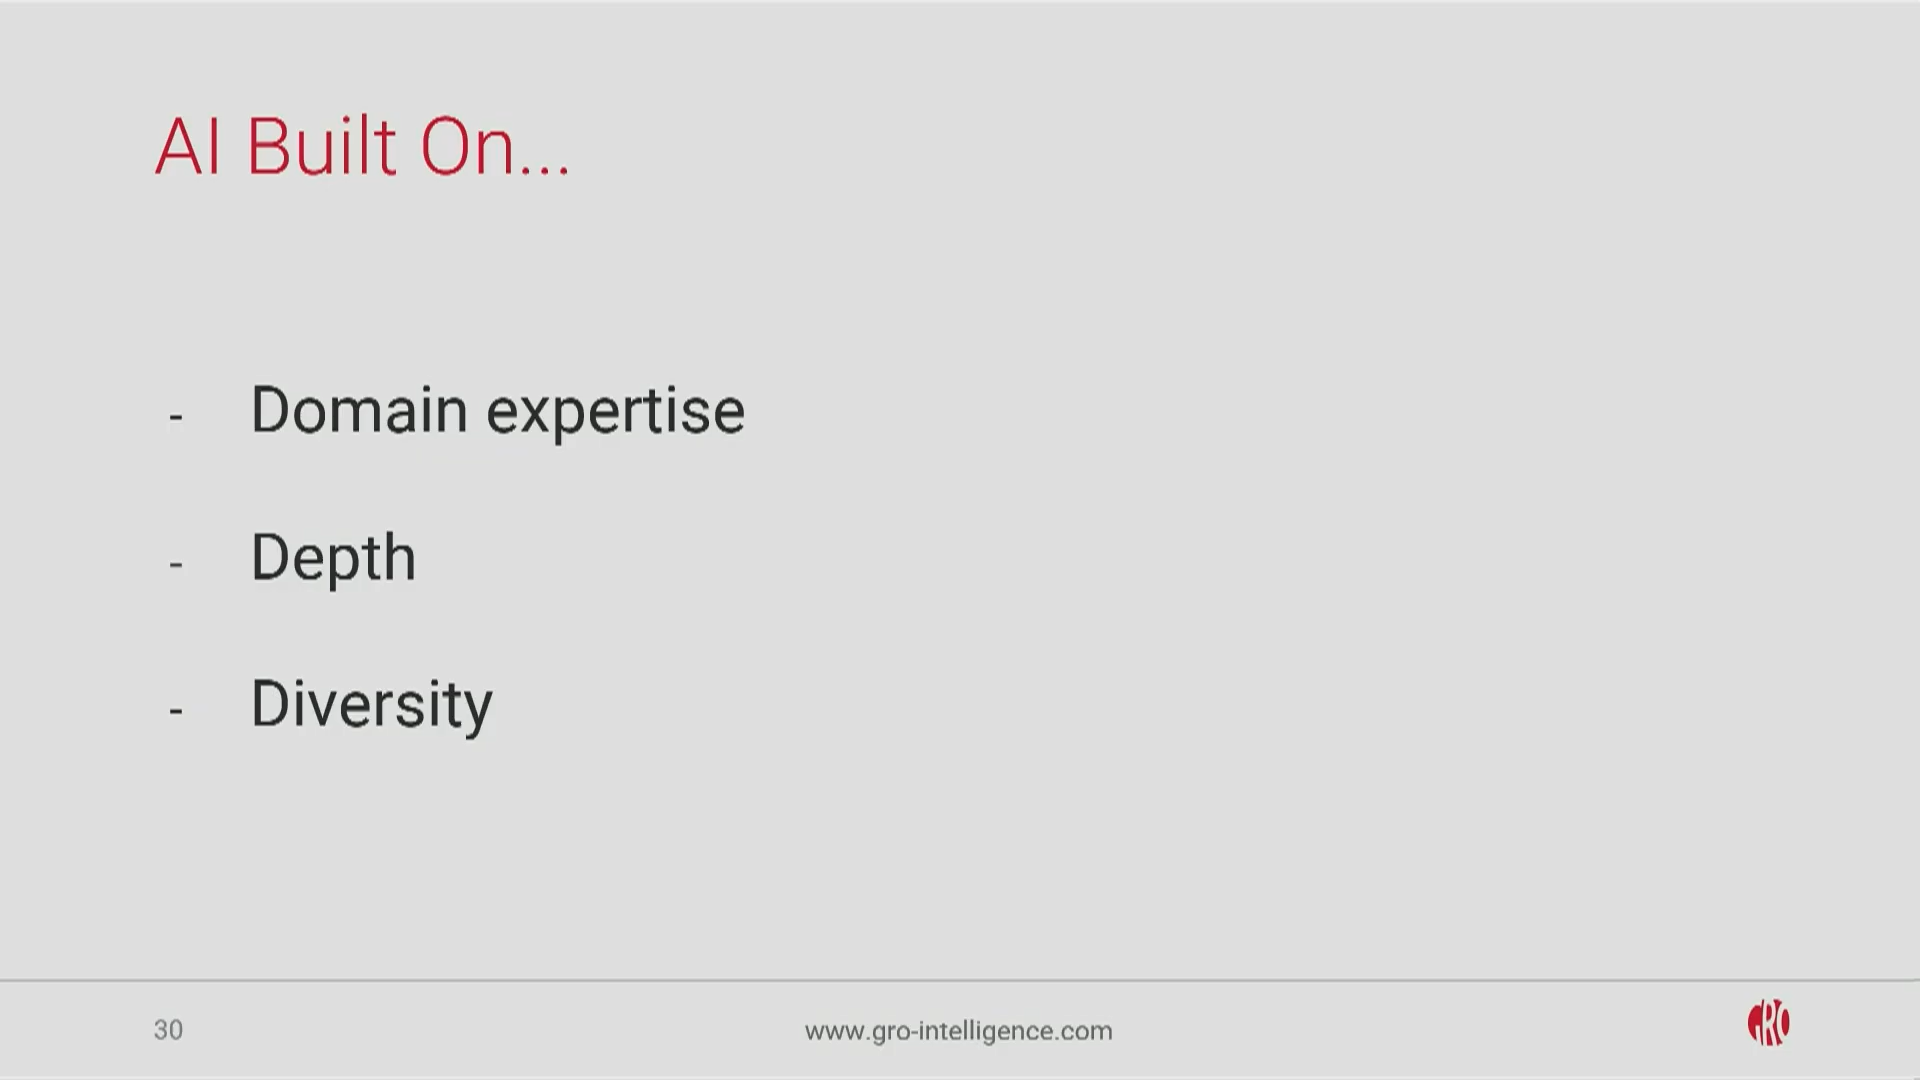 AI Built On...
- Domain expertise
- Depth
- Diversity
30
www.gro-intelligence.com
GRO